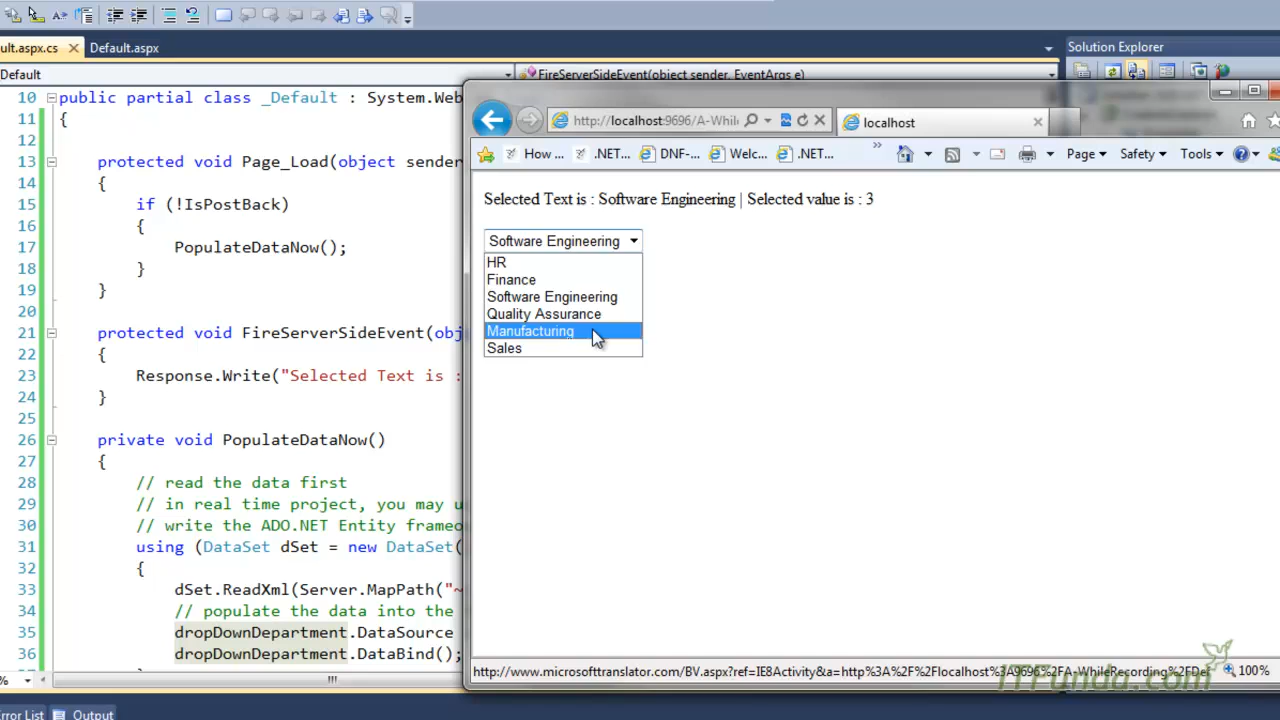 ult.aspx.cs
Default.aspx
Solution Explorer
Default
FireServerSideEvent(object sender, EventArgs e)
10 public partial class _Default : System.Web
11 {
12
13 protected void Page_Load(object sender
14 {
15 if (!IsPostBack)
16 {
17 PopulateDataNow();
18 }
19 }
20
21 protected void FireServerSideEvent(obj
22 {
23 Response.Write("Selected Text is :
24 }
25
26 private void PopulateDataNow()
27 {
28 // read the data first
29 // in real time project, you may u
30 // write the ADO.NET Entity framew
31 using (DataSet dSet = new DataSet(
32 {
33 dSet.ReadXml(Server.MapPath("~
34 // populate the data into the
35 dropDownDepartment.DataSource
36 dropDownDepartment.DataBind();
%
rror List
Output
http://localhost:9696/A-Whil
localhost
How ...
.NET...
DNF-...
Welc...
.NET...
Page
Safety
Tools
Selected Text is : Software Engineering | Selected value is : 3
Software Engineering
HR
Finance
Software Engineering
Quality Assurance
Manufacturing
Sales
http://www.microsofttranslator.com/BV.aspx?ref=IE8Activity&a=http%3A%2F%2Flocalhost%3A9696%2FA-WhileRecording%2FDef
100%
ITFunda.com